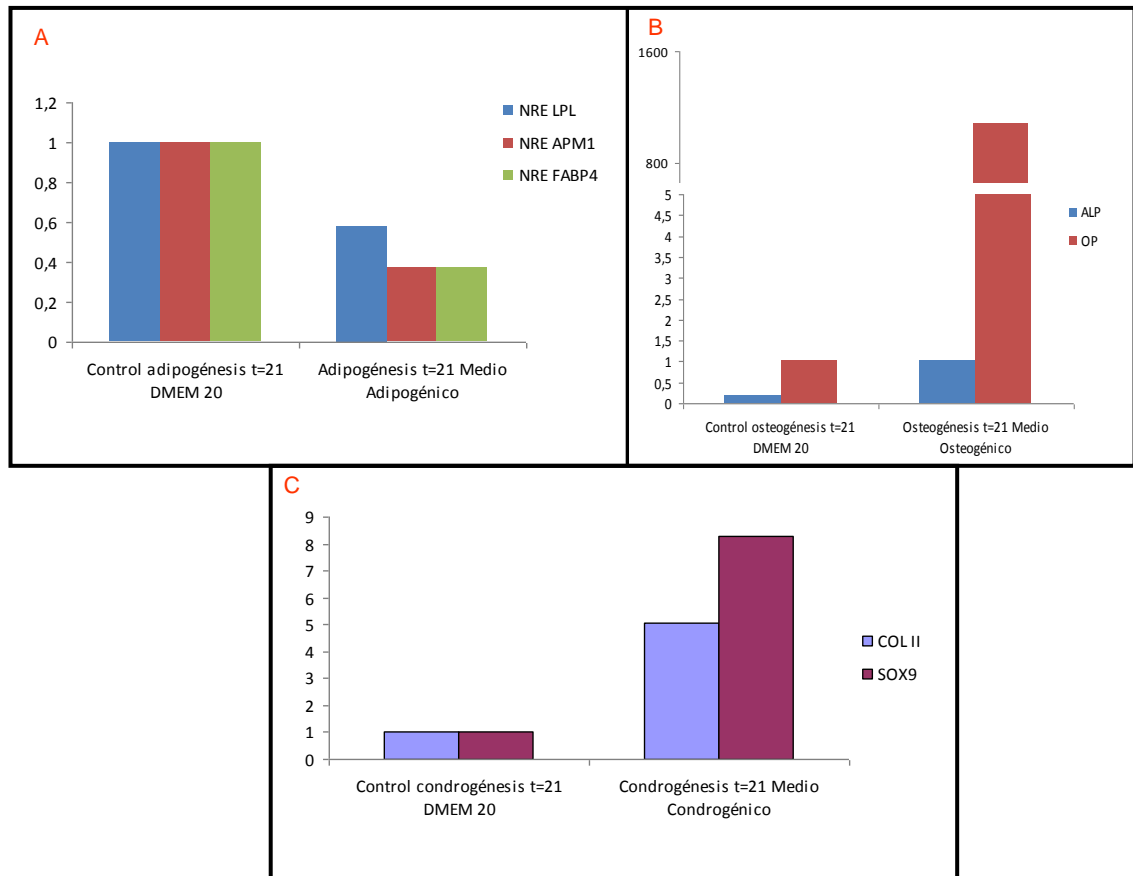 A
1,2
1
0,8
0,6
0,4
0,2
0
NRE LPL
NRE APM1
NRE FABP4
Control adipogénesis t=21
DMEM 20
Adipogénesis t=21 Medio
Adipogénico
B
1600
800
5
4,5
4
3,5
3
2,5
2
1,5
1
0,5
0
ALP
OP
Control osteogénesis t=21
DMEM 20
Osteogénesis t=21 Medio
Osteogénico
C
9
8
7
6
5
4
3
2
1
0
COL II
SOX9
Control condrogénesis t=21
DMEM 20
Condrogénesis t=21 Medio
Condrogénico